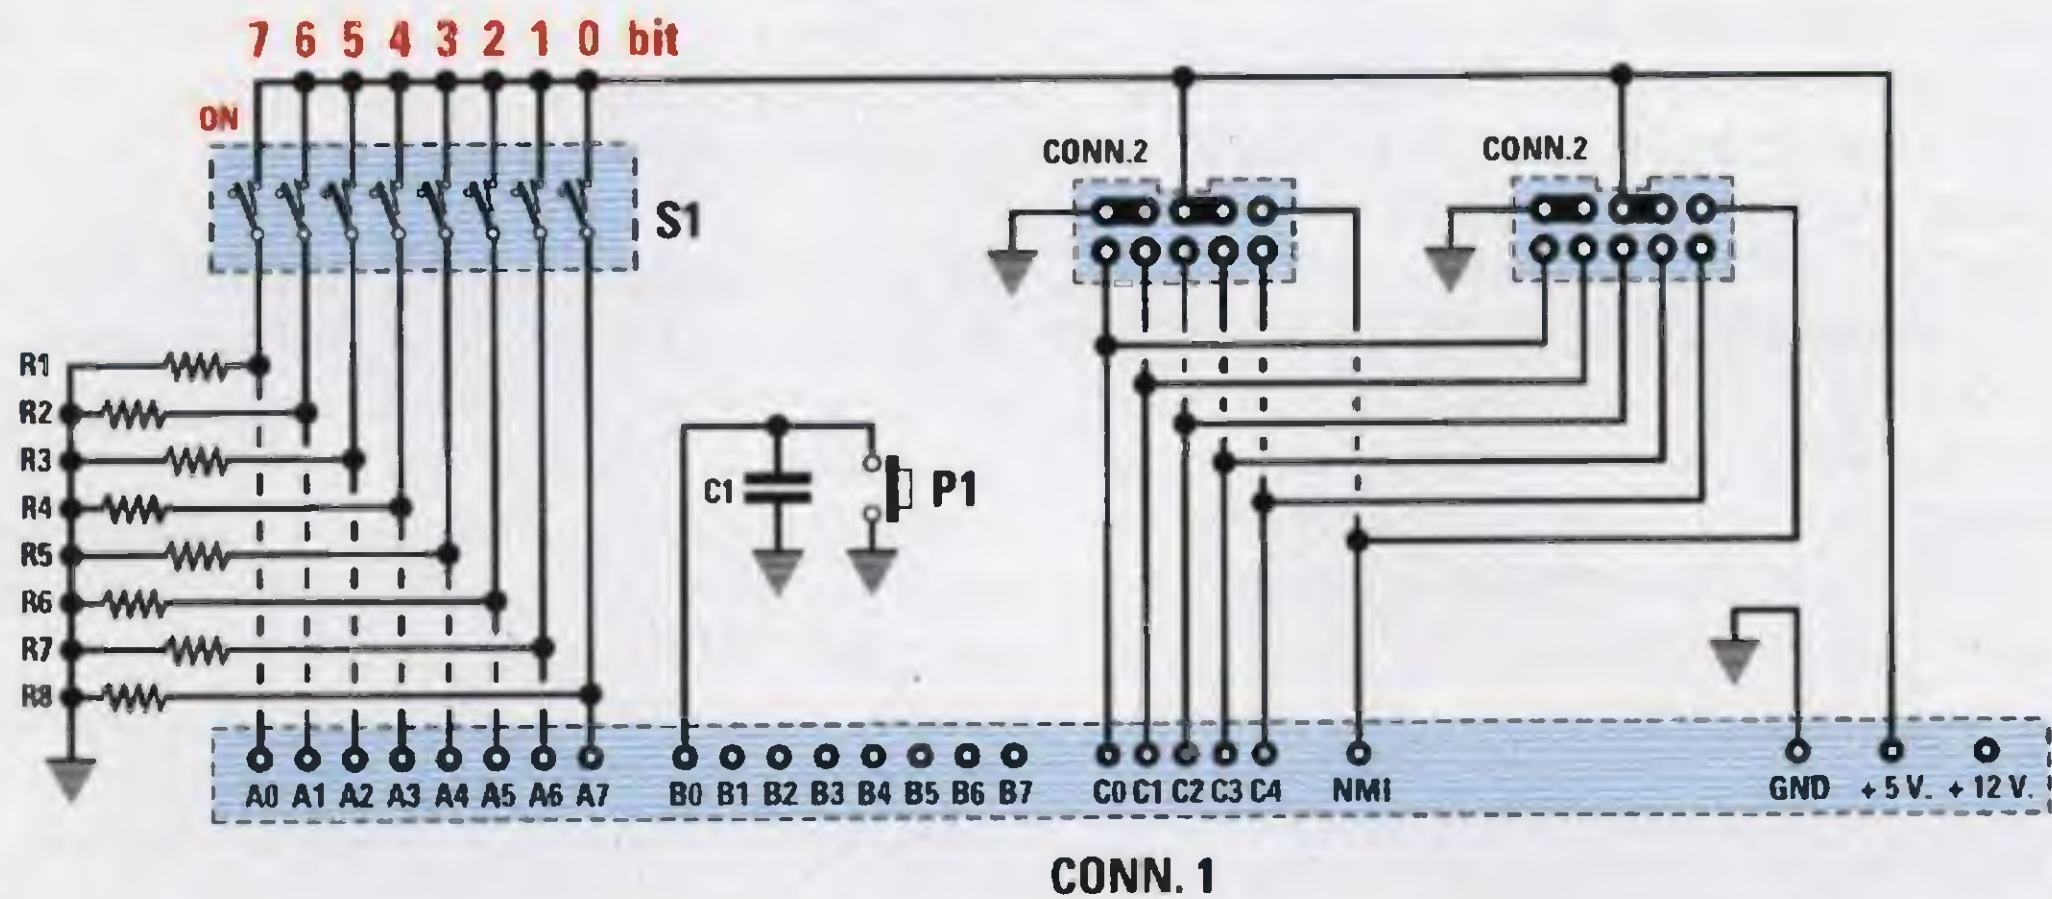 7 6 5 4 3 2 1 0 bit
ON
CONN.2
CONN.2
S1
R1
R2
R3
R4
R5
R6
R7
R8
C1
P1
A0 A1 A2 A3 A4 A5 A6 A7 B0 B1 B2 B3 B4 B5 B6 B7 C0 C1 C2 C3 C4 NMI GND + 5 V. + 12 V.
CONN. 1